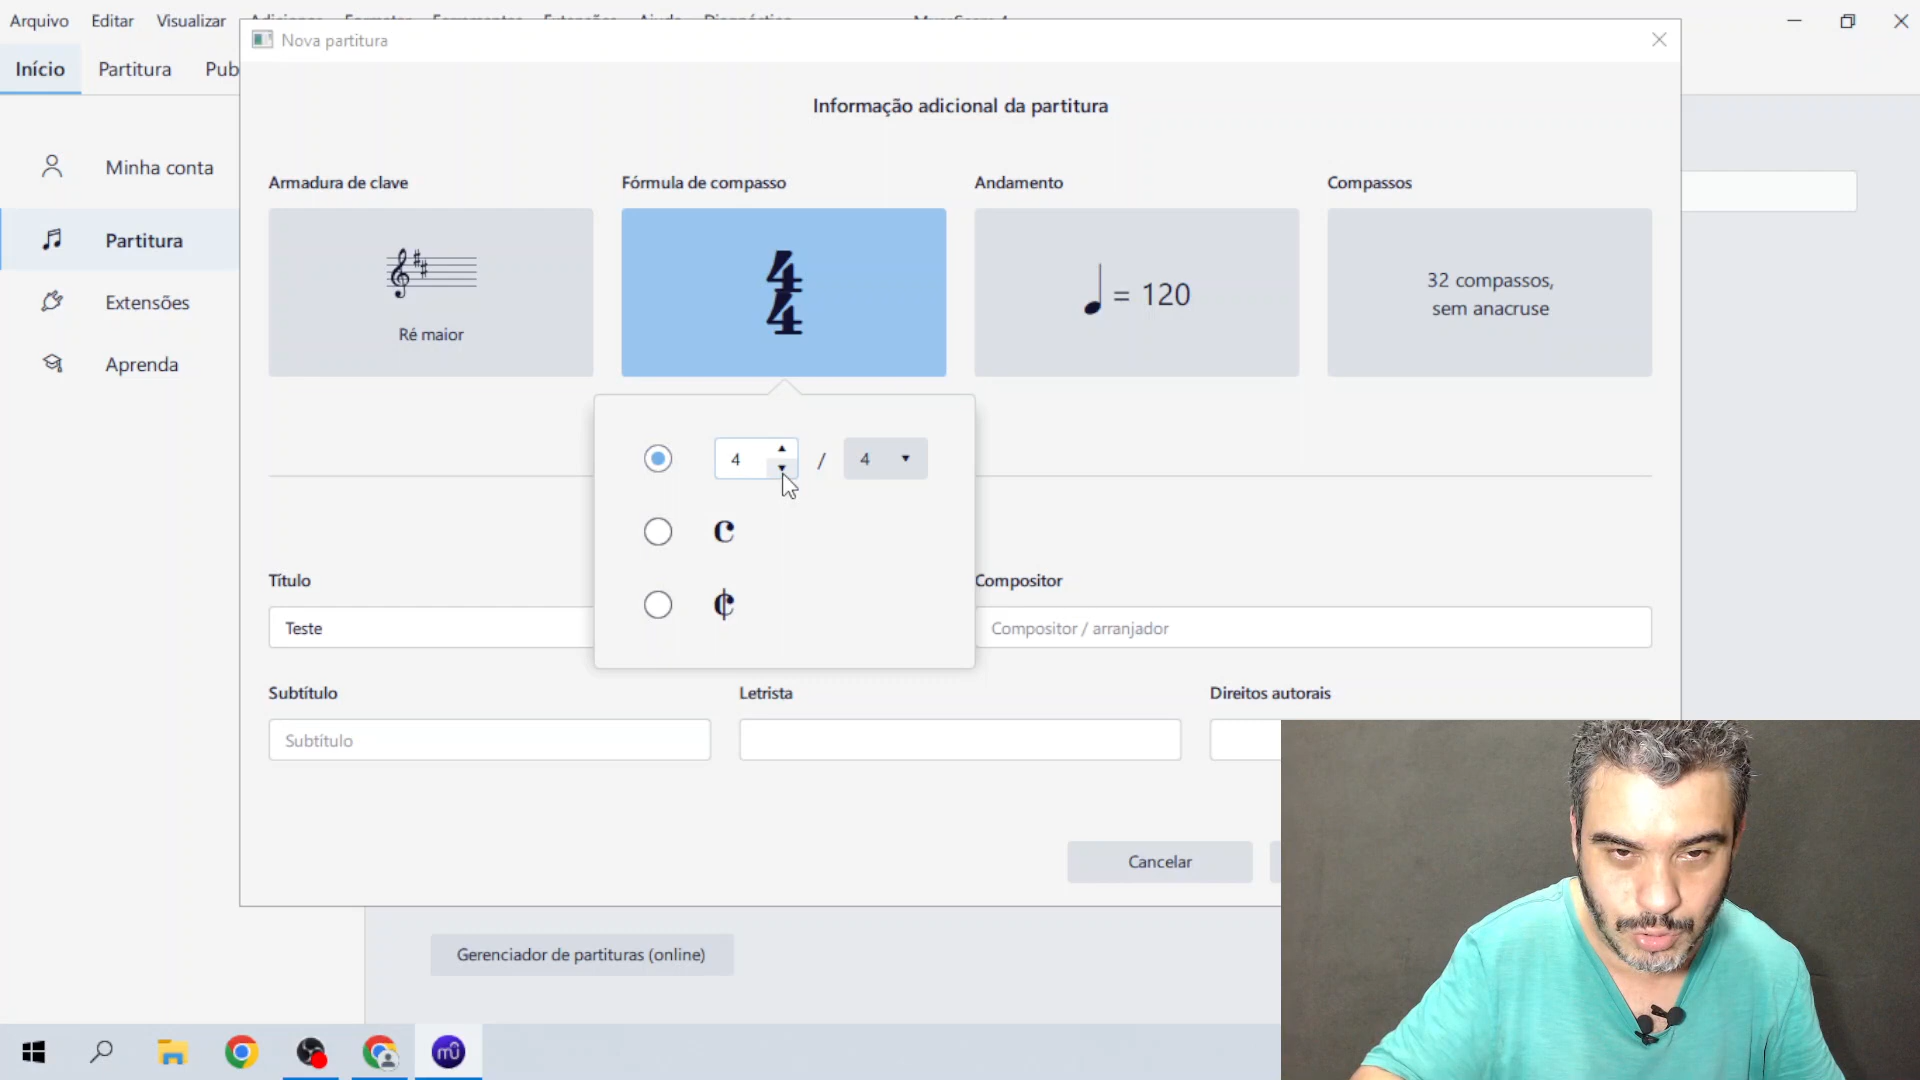 Arquivo Editar Visualizar
Nova partitura
Início Partitura Pub
Informação adicional da partitura
Minha conta
Partitura
Extensões
Aprenda
Armadura de clave
Fórmula de compasso
Andamento
Compassos
Ré maior
4
4
= 120
32 compassos,
sem anacruse
4 / 4
Título
Teste
Compositor
Compositor / arranjador
Subtítulo
Subtítulo
Letrista
Direitos autorais
Cancelar
Gerenciador de partituras (online)